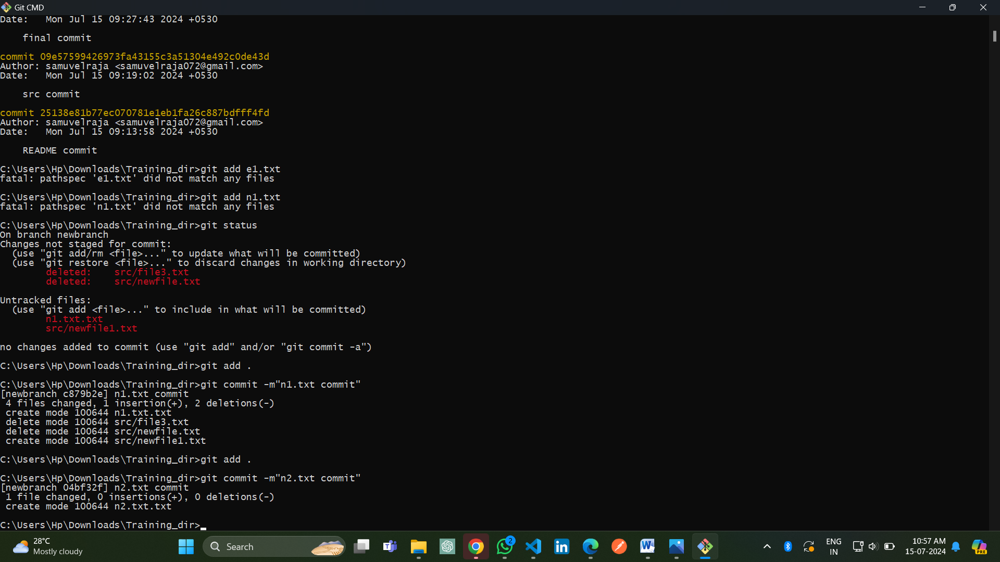 Git CMD
Date:   Mon Jul 15 09:27:43 2024 +0530
    final commit
commit 09e57599426973fa43155c3a51304e492c0de43d
Author: samuvelraja <samuvelraja072@gmail.com>
Date:   Mon Jul 15 09:19:02 2024 +0530
    src commit
commit 25138e81b77ec070781e1eb1fa26c887bdfff4fd
Author: samuvelraja <samuvelraja072@gmail.com>
Date:   Mon Jul 15 09:13:58 2024 +0530
    README commit
C:\Users\Hp\Downloads\Training_dir>git add e1.txt
fatal: pathspec 'e1.txt' did not match any files
C:\Users\Hp\Downloads\Training_dir>git add n1.txt
fatal: pathspec 'n1.txt' did not match any files
C:\Users\Hp\Downloads\Training_dir>git status
On branch newbranch
Changes not staged for commit:
  (use "git add/rm <file>..." to update what will be committed)
  (use "git restore <file>..." to discard changes in working directory)
        deleted:    src/file3.txt
        deleted:    src/newfile.txt
Untracked files:
  (use "git add <file>..." to include in what will be committed)
        n1.txt.txt
        src/newfile1.txt
no changes added to commit (use "git add" and/or "git commit -a")
C:\Users\Hp\Downloads\Training_dir>git add .
C:\Users\Hp\Downloads\Training_dir>git commit -m"n1.txt commit"
[newbranch c879b2e] n1.txt commit
 4 files changed, 1 insertion(+), 2 deletions(-)
 create mode 100644 n1.txt.txt
 delete mode 100644 src/file3.txt
 delete mode 100644 src/newfile.txt
 create mode 100644 src/newfile1.txt
C:\Users\Hp\Downloads\Training_dir>git add .
C:\Users\Hp\Downloads\Training_dir>git commit -m"n2.txt commit"
[newbranch 04bf32f] n2.txt commit
 1 file changed, 0 insertions(+), 0 deletions(-)
 create mode 100644 n2.txt.txt
C:\Users\Hp\Downloads\Training_dir>
28°C
Mostly cloudy
Search
2
ENG
IN
10:57 AM
15-07-2024
PRE